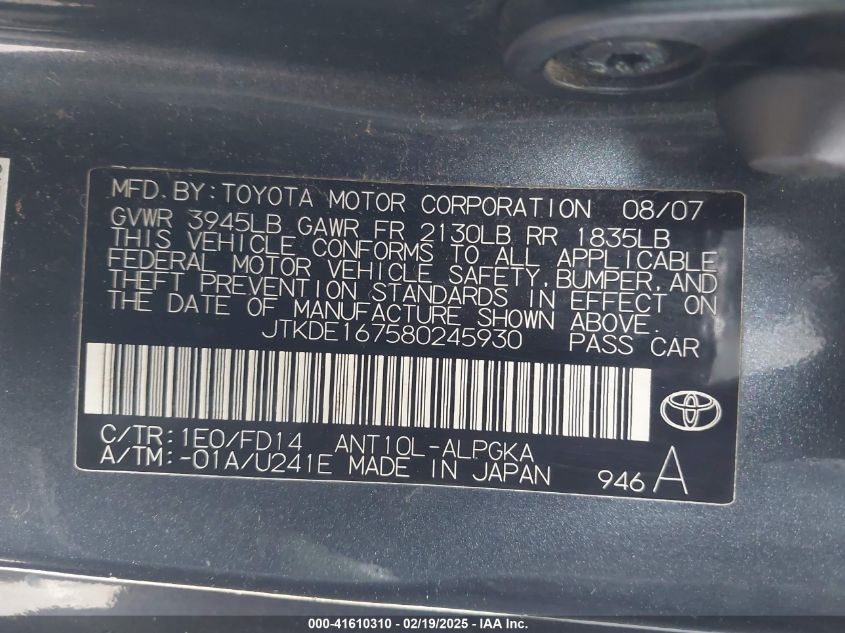 MFD.BY:TOYOTA MOTOR CORPORATION 08/07
GVWR 3945LB GAWR FR 2130LB RR 1835LB
THIS VEHICLE CONFORMS TO ALL APPLICABLE
FEDERAL MOTOR VEHICLE SAFETY,BUMPER,AND
THEFT PREVENTION STANDARDS IN EFFECT ON
THE DATE OF MANUFACTURE SHOWN ABOVE.
JTKDE167580245930 PASS CAR
C/TR:1E0/FD14 ANT10L-ALPGKA
A/TM:-01A/U241E MADE IN JAPAN
946 A
000-41610310 - 02/19/2025 - IAA Inc.